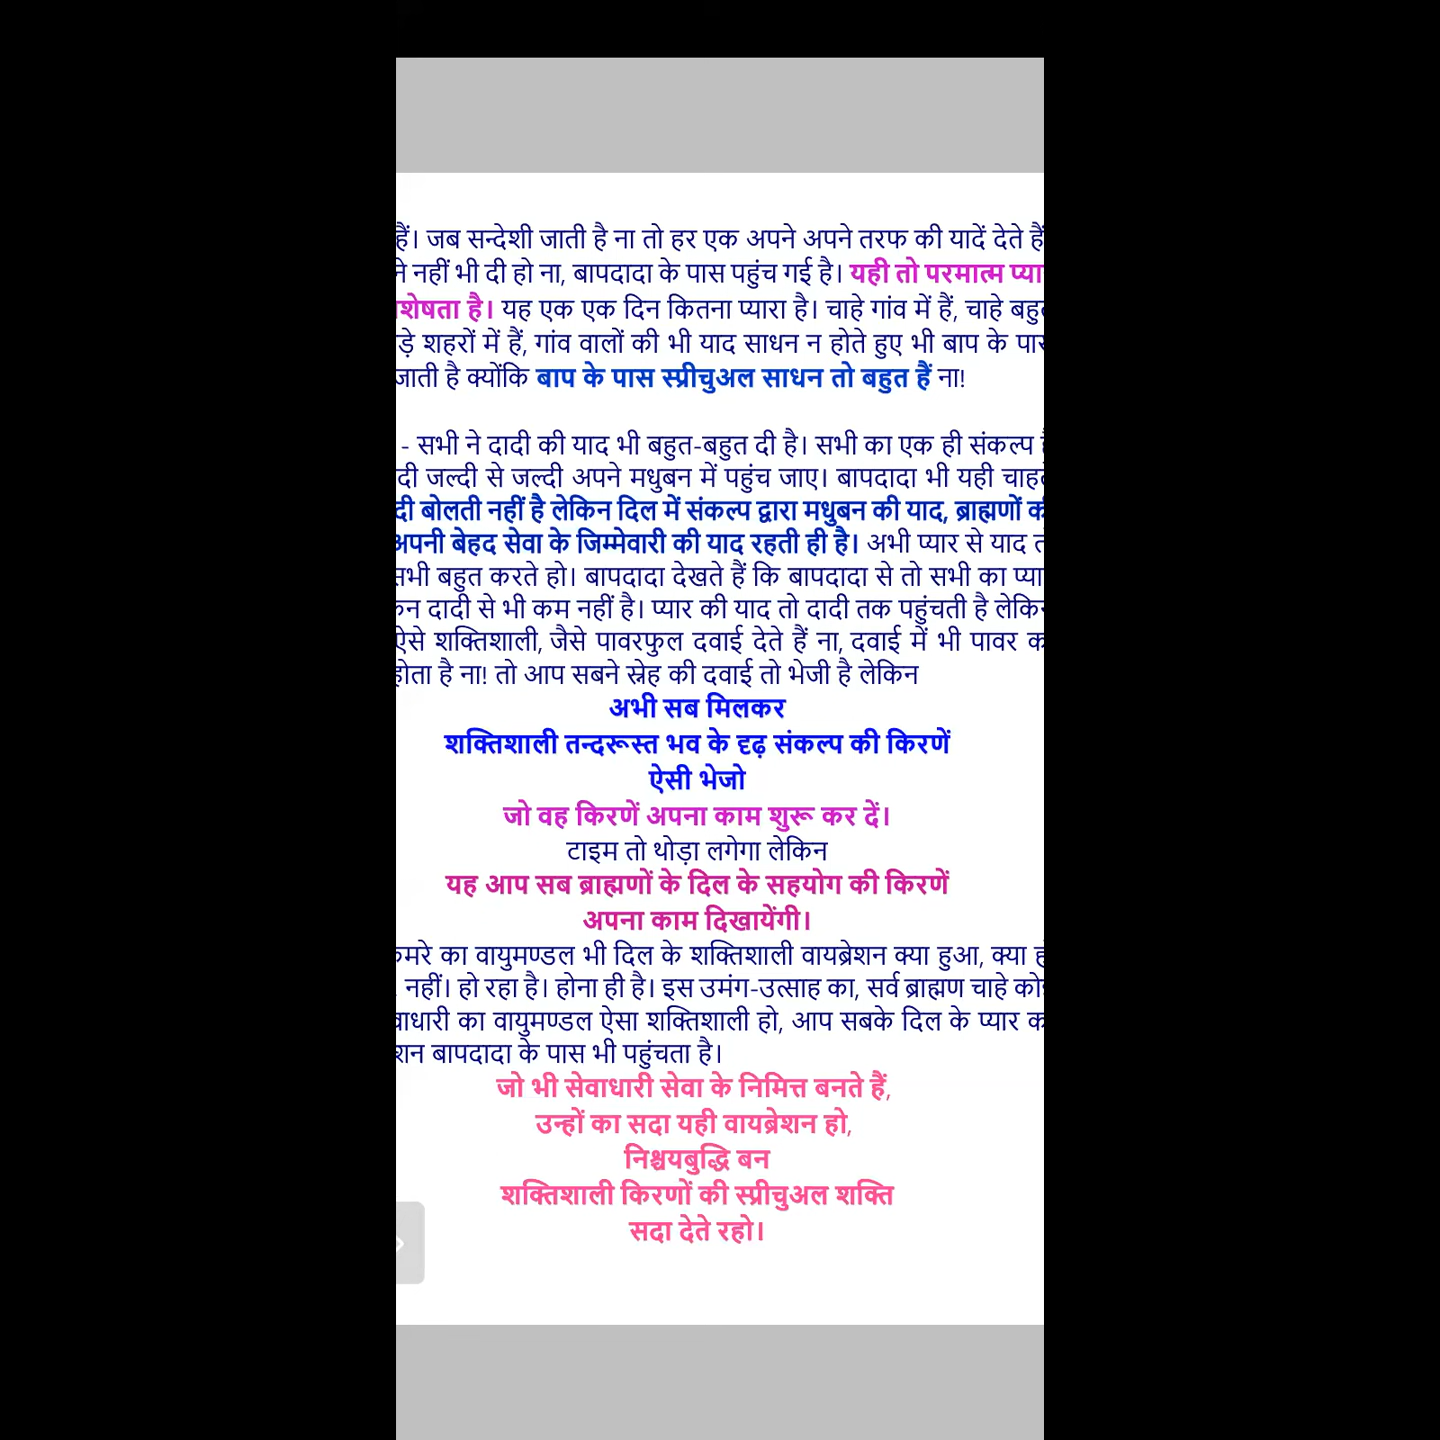 हैं। जब सन्देशी जाती है ना तो हर एक अपने अपने तरफ की यादें देते हैं
नहीं भी दी हो ना, बापदादा के पास पहुंच गई है। यही तो परमात्म
है। यह एक एक दिन कितना प्यारा है। चाहे गांव में हैं, चाहे
शहरों में हैं, गांव वालों की भी याद साधन न होते हुए भी बाप के
जाती है क्योंकि बाप के पास स्प्रीचुअल साधन तो बहुत हैं ना!
- सभी ने दादी की याद भी बहुत-बहुत दी है। सभी का एक ही संकल्प
जल्दी से जल्दी अपने मधुबन में पहुंच जाए। बापदादा भी यही
बोलती नहीं है लेकिन दिल में संकल्प द्वारा मधुबन की याद, ब्राह्मणों
अपनी बेहद सेवा के जिम्मेवारी की याद रहती ही है। अभी प्यार से याद
सभी बहुत करते हो। बापदादा देखते हैं कि बापदादा से तो सभी का
दादी से भी कम नहीं है। प्यार की याद तो दादी तक पहुंचती है लेकिन
ऐसे शक्तिशाली, जैसे पावरफुल दवाई देते हैं ना, दवाई में भी पावर
होता है ना! तो आप सबने स्नेह की दवाई तो भेजी है लेकिन
अभी सब मिलकर
शक्तिशाली तन्दरूस्त भव के दृढ़ संकल्प की किरणें
ऐसी भेजो
जो वह किरणें अपना काम शुरू कर दें।
टाइम तो थोड़ा लगेगा लेकिन
यह आप सब ब्राह्मणों के दिल के सहयोग की किरणें
अपना काम दिखायेंगी।
कमरे का वायुमण्डल भी दिल के शक्तिशाली वायब्रेशन क्या हुआ, क्या
नहीं। हो रहा है। होना ही है। इस उमंग-उत्साह का, सर्व ब्राह्मण चाहे
का वायुमण्डल ऐसा शक्तिशाली हो, आप सबके दिल के प्यार
बापदादा के पास भी पहुंचता है।
जो भी सेवाधारी सेवा के निमित्त बनते हैं,
उन्हों का सदा यही वायब्रेशन हो,
निश्चयबुद्धि बन
शक्तिशाली किरणों की स्प्रीचुअल शक्ति
सदा देते रहो।